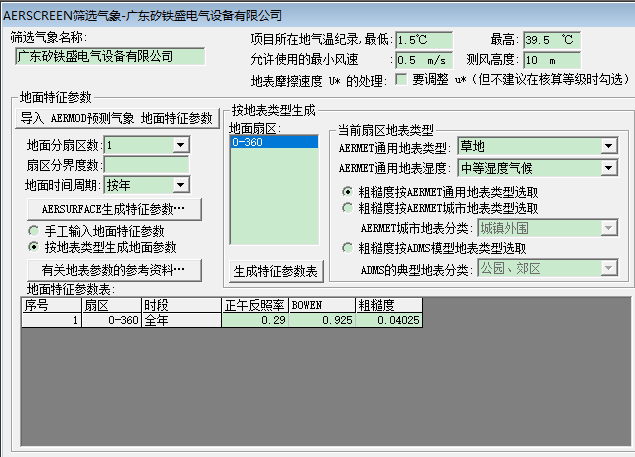 AERSCREEN筛选气象-广东矽铁盛电气设备有限公司
筛选气象名称:
广东矽铁盛电气设备有限公司
项目所在地气温纪录,最低: 1.5℃ 最高: 39.5 ℃
允许使用的最小风速 :0.5 m/s 测风高度: 10 m
地表摩擦速度 U* 的处理: 要调整 u*(但不建议在核算等级时勾选)
地面特征参数
导入 AERMOD预测气象 地面特征参数
地面分扇区数: 1
扇区分界度数:
地面时间周期: 按年
AERSURFACE生成特征参数…
手工输入地面特征参数
按地表类型生成地面参数
有关地表参数的参考资料…
按地表类型生成
地面扇区:
0-360
生成特征参数表
当前扇区地表类型
AERMET通用地表类型: 草地
AERMET通用地表湿度: 中等湿度气候
粗糙度按AERMET通用地表类型选取
粗糙度按AERMET城市地表类型选取
AERMET城市地表分类: 城镇外围
粗糙度按ADMS模型地表类型选取
ADMS的典型地表分类: 公园、郊区
地面特征参数表:
序号 扇区 时段 正午反照率 BOWEN 粗糙度
1 0-360 全年 0.29 0.925 0.04025